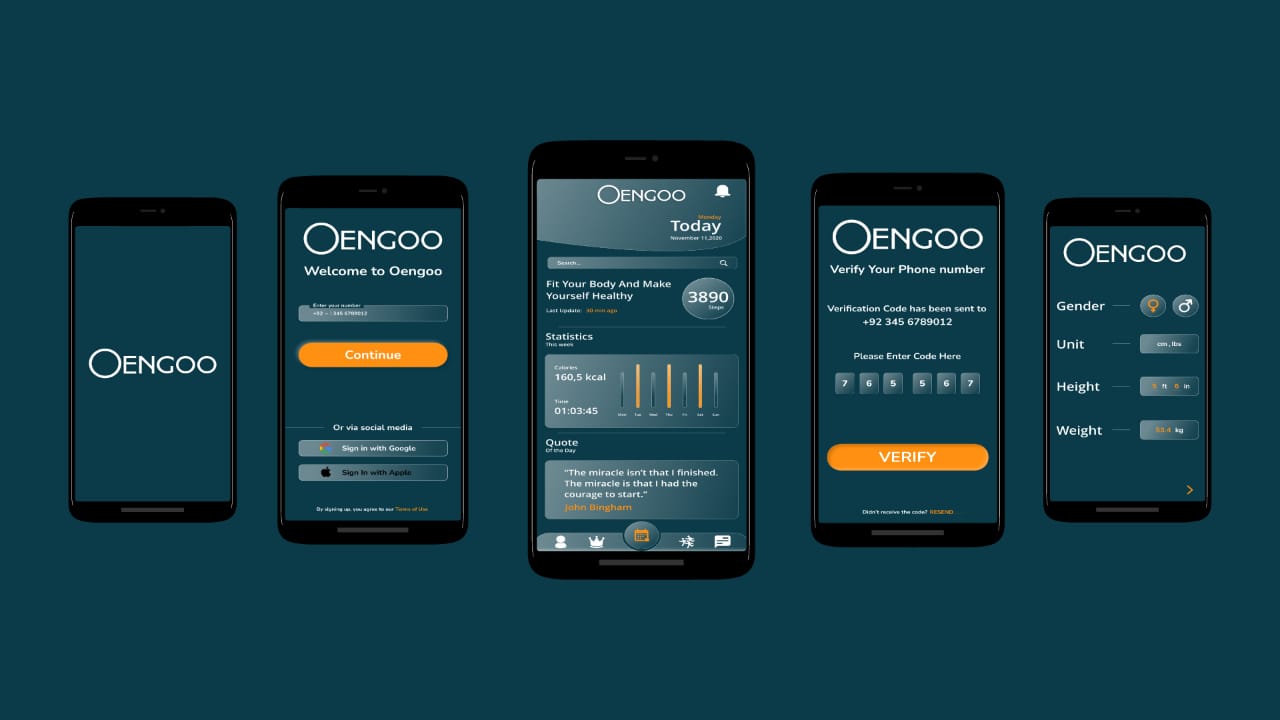 OENGOO
OENGOO
Welcome to Oengoo
Enter your number
+92 - : 345 6789012
Continue
Or via social media
Sign in with Google
Sign In with Apple
By signing up, you agree to our Terms of Use
OENGOO
Monday
Today
November 11,2020
Search...
Fit Your Body And Make
Yourself Healthy
Last Update: 30 min ago
3890
Steps
Statistics
This week
Calories
160,5 kcal
Time
01:03:45
Mon Tue Wed Thu Fri Sat Sun
Quote
Of the Day
“The miracle isn’t that I finished.
The miracle is that I had the
courage to start.”
John Bingham
OENGOO
Verify Your Phone number
Verification Code has been sent to
+92 345 6789012
Please Enter Code Here
7 6 5 5 6 7
VERIFY
Didn't receive the code? RESEND
OENGOO
Gender
Unit cm , lbs
Height 5 ft 6 in
Weight 53.4 kg